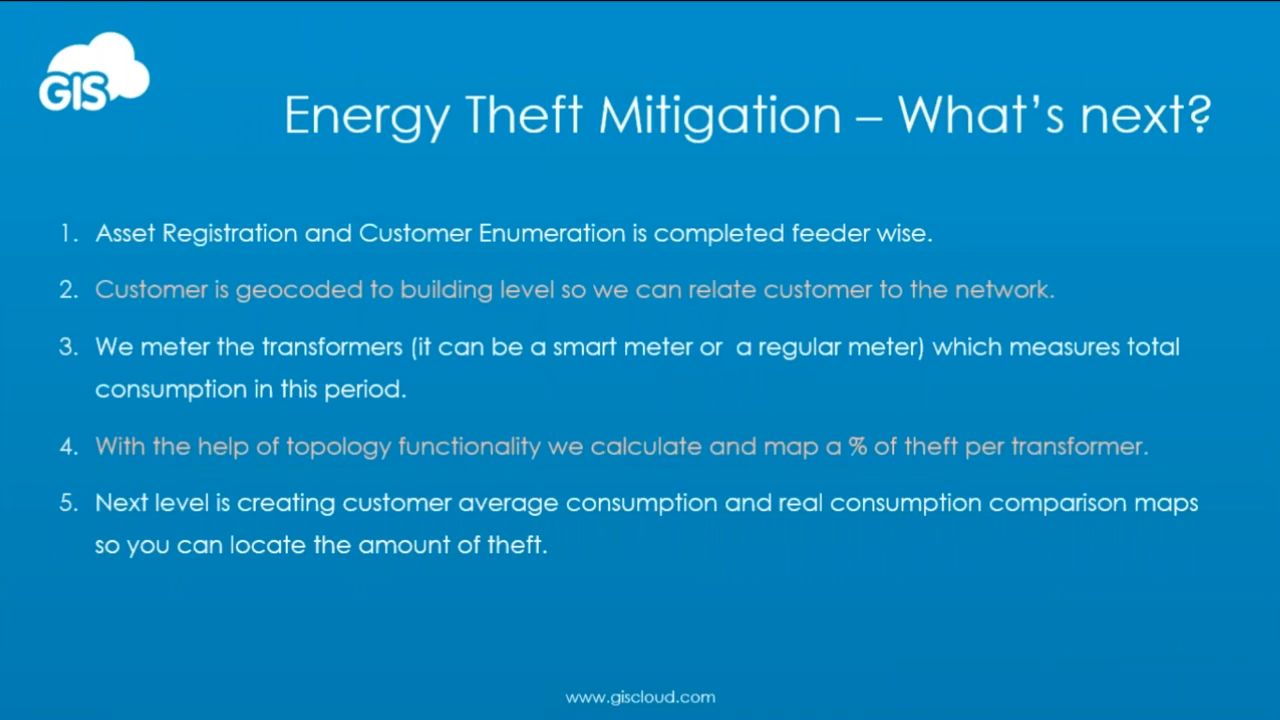 GIS
Energy Theft Mitigation – What's next?
1. Asset Registration and Customer Enumeration is completed feeder wise.
2. Customer is geocoded to building level so we can relate customer to the network.
3. We meter the transformers (it can be a smart meter or  a regular meter) which measures total
consumption in this period.
4. With the help of topology functionality we calculate and map a % of theft per transformer.
5. Next level is creating customer average consumption and real consumption comparison maps
so you can locate the amount of theft.
www.giscloud.com